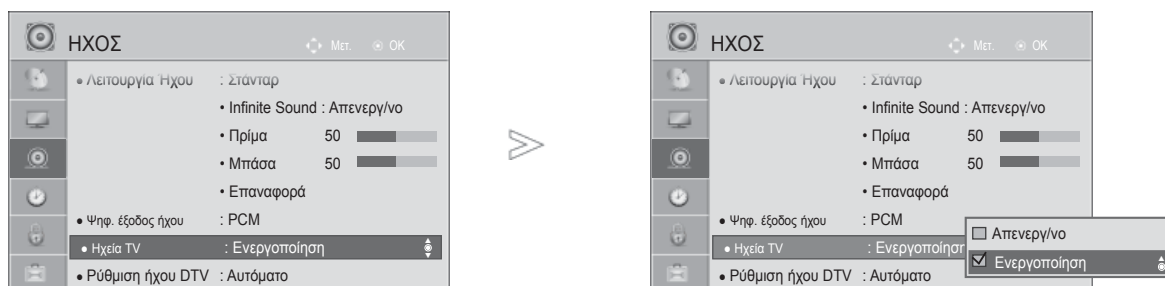 ΗΧΟΣ Μετ. OK
• Λειτουργία Ήχου : Στάνταρ
• Infinite Sound : Απενεργ/νο
• Πρίμα 50
• Μπάσα 50
• Επαναφορά
• Ψηφ. έξοδος ήχου : PCM
• Ηχεία TV : Ενεργοποίηση
• Ρύθμιση ήχου DTV : Αυτόματο
ΗΧΟΣ Μετ. OK
• Λειτουργία Ήχου : Στάνταρ
• Infinite Sound : Απενεργ/νο
• Πρίμα 50
• Μπάσα 50
• Επαναφορά
• Ψηφ. έξοδος ήχου : PCM
• Ηχεία TV : Ενεργοποίησ
• Ρύθμιση ήχου DTV : Αυτόματο
Απενεργ/νο
Ενεργοποίηση